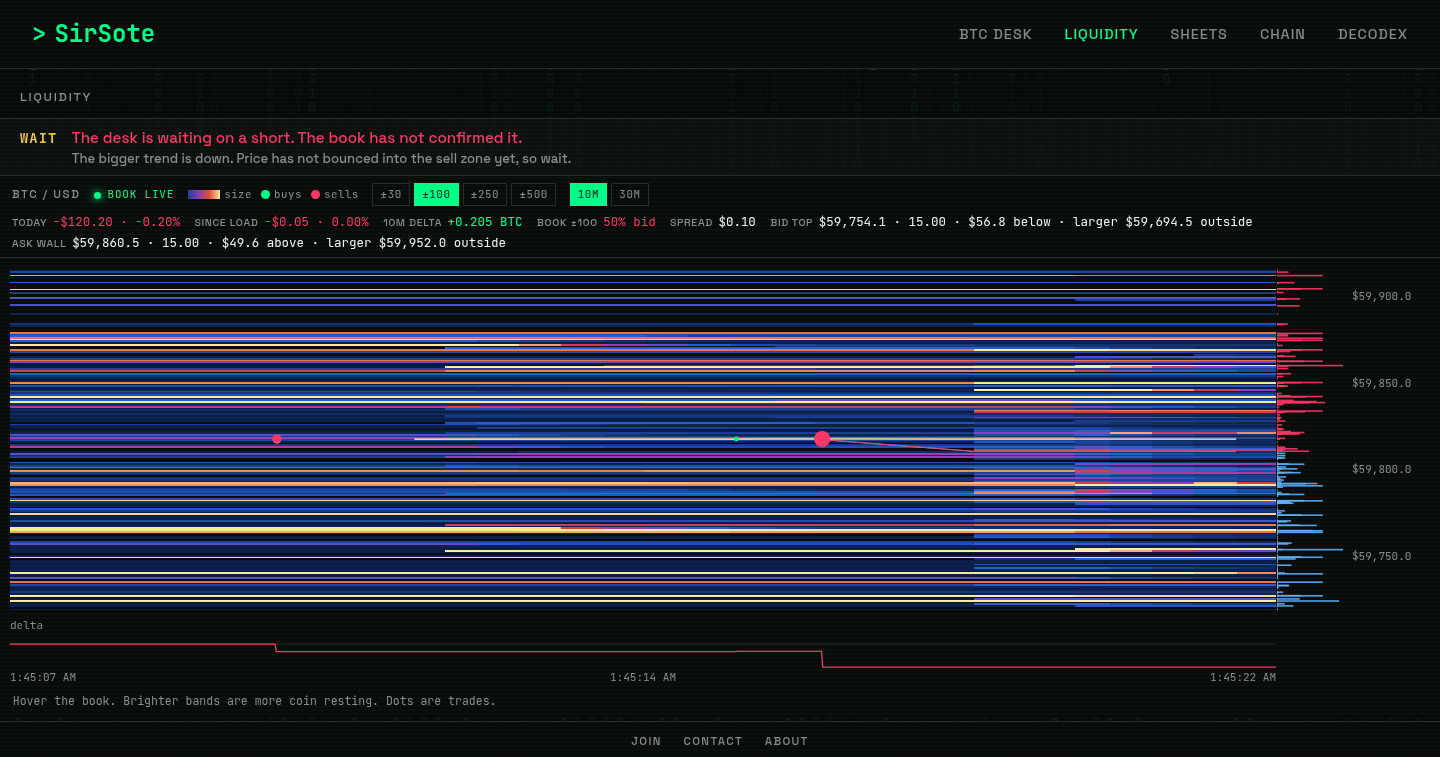 > SirSote
BTC DESK LIQUIDITY SHEETS CHAIN DECODEX
LIQUIDITY
WAIT The desk is waiting on a short. The book has not confirmed it.
The bigger trend is down. Price has not bounced into the sell zone yet, so wait.
BTC / USD BOOK LIVE size buys sells ±30 ±100 ±250 ±500 10M 30M
TODAY -$120.20 · -0.20% SINCE LOAD -$0.05 · 0.00% 10M DELTA +0.205 BTC BOOK ±100 50% bid SPREAD $0.10 BID TOP $59,754.1 · 15.00 · $56.8 below · larger $59,694.5 outside
ASK WALL $59,860.5 · 15.00 · $49.6 above · larger $59,952.0 outside
$59,900.0
$59,850.0
$59,800.0
$59,750.0
delta
1:45:07 AM 1:45:14 AM 1:45:22 AM
Hover the book. Brighter bands are more coin resting. Dots are trades.
JOIN CONTACT ABOUT